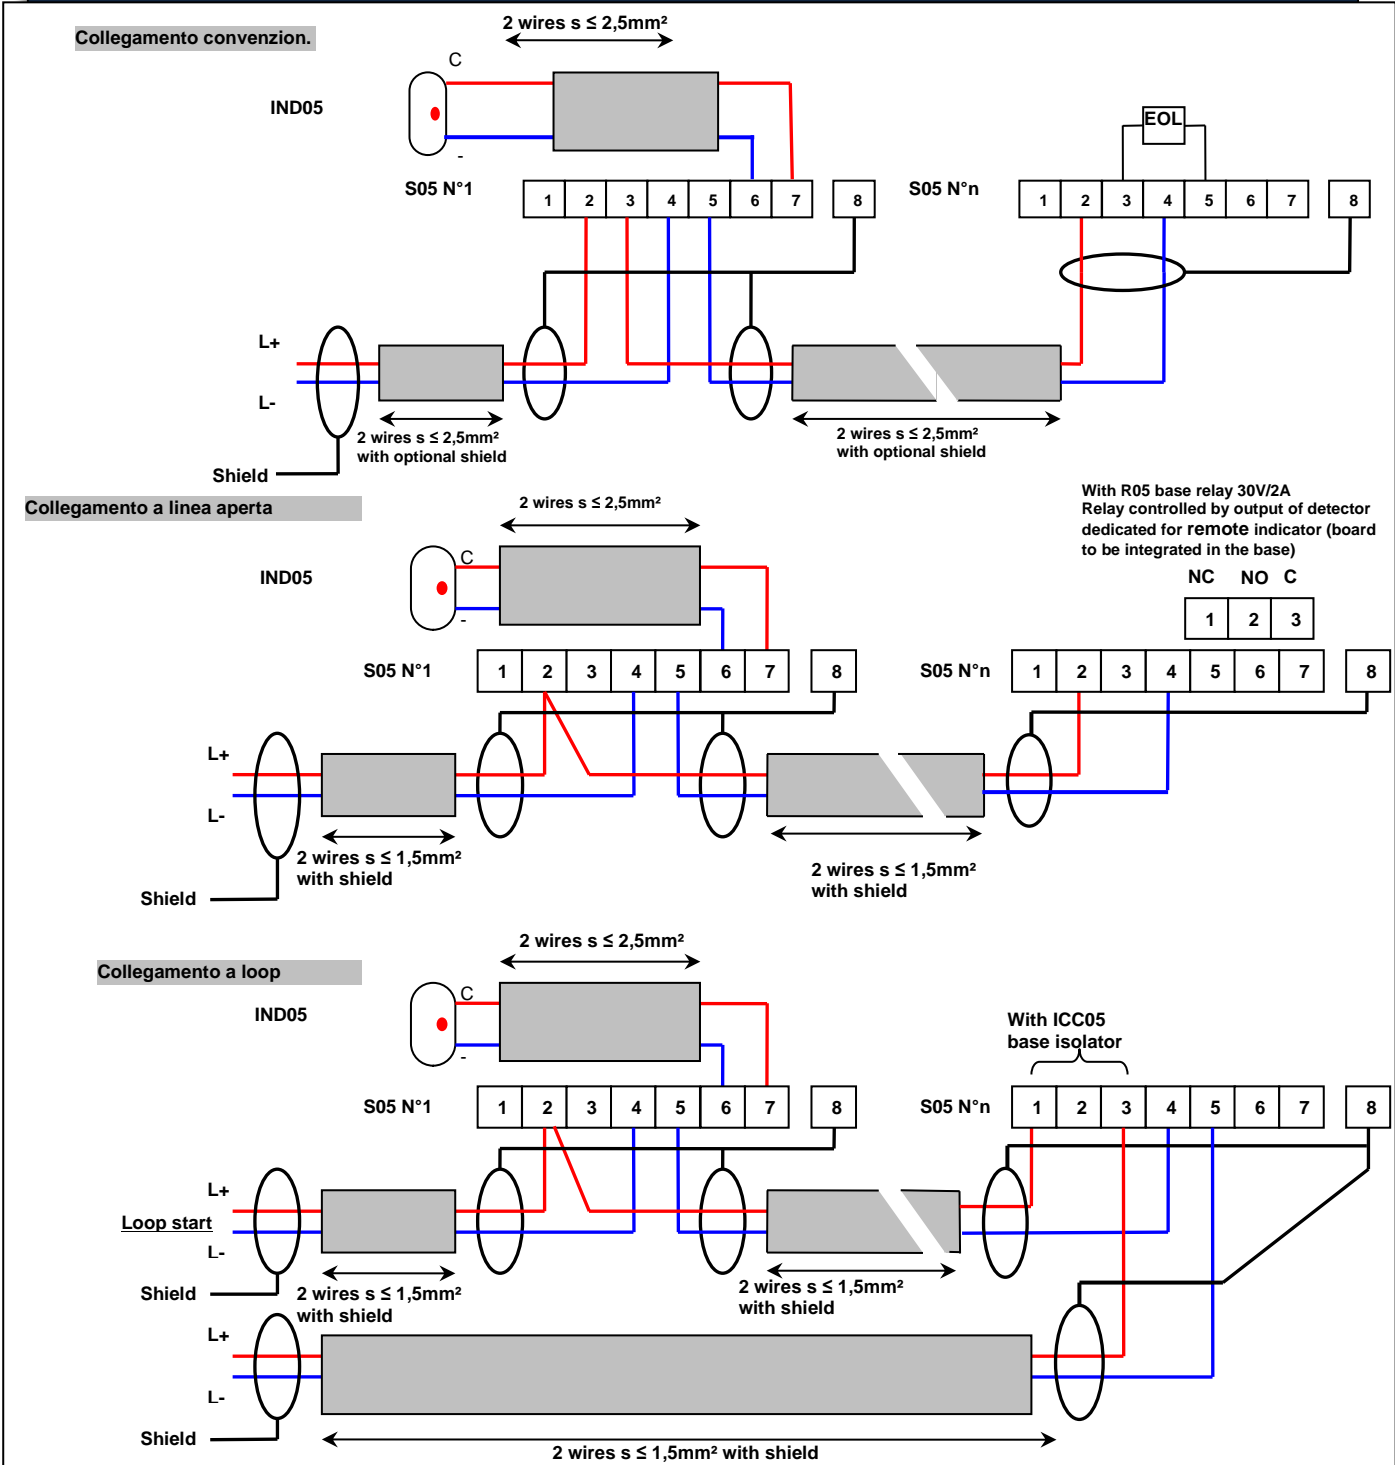 2 wires s ≤ 2,5mm²
Collegamento convenzion.
C
IND05
EOL
-
S05 N°1
1 2 3 4 5 6 7 8
S05 N°n
1 2 3 4 5 6 7 8
L+
L-
2 wires s ≤ 2,5mm²
with optional shield
2 wires s ≤ 2,5mm²
with optional shield
Shield
Collegamento a linea aperta
2 wires s ≤ 2,5mm²
With R05 base relay 30V/2A
Relay controlled by output of detector
dedicated for remote indicator (board
to be integrated in the base)
C
IND05
-
NC NO C
1 2 3
S05 N°1
1 2 3 4 5 6 7 8
S05 N°n
1 2 3 4 5 6 7 8
L+
L-
2 wires s ≤ 1,5mm²
with shield
2 wires s ≤ 1,5mm²
with shield
Shield
2 wires s ≤ 2,5mm²
Collegamento a loop
C
IND05
-
With ICC05
base isolator
S05 N°1
1 2 3 4 5 6 7 8
S05 N°n
1 2 3 4 5 6 7 8
L+
Loop start
L-
Shield
2 wires s ≤ 1,5mm²
with shield
2 wires s ≤ 1,5mm²
with shield
L+
L-
Shield
2 wires s ≤ 1,5mm² with shield